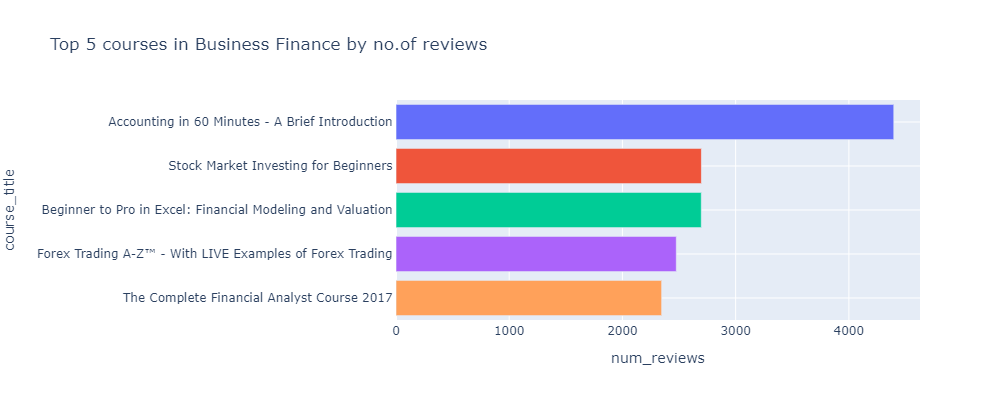 Top 5 courses in Business Finance by no.of reviews
course_title
Accounting in 60 Minutes - A Brief Introduction
Stock Market Investing for Beginners
Beginner to Pro in Excel: Financial Modeling and Valuation
Forex Trading A-Z™ - With LIVE Examples of Forex Trading
The Complete Financial Analyst Course 2017
0 1000 2000 3000 4000
num_reviews